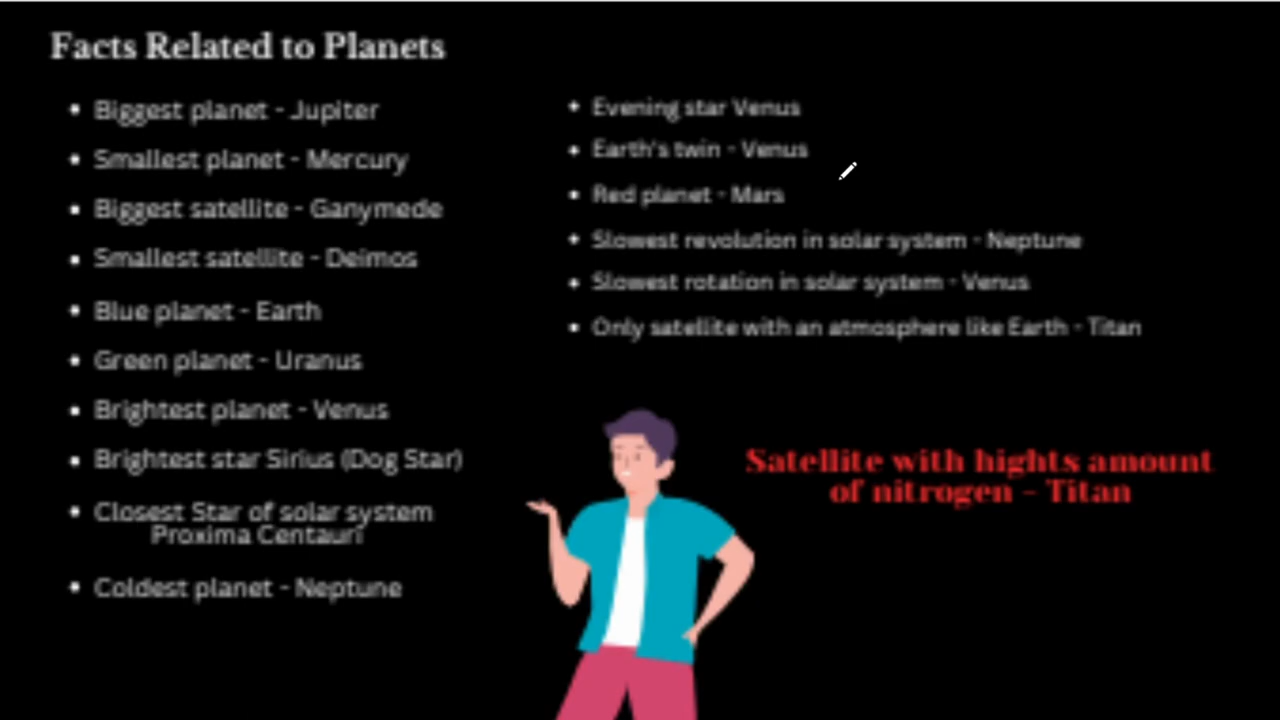 Facts Related to Planets
• Biggest planet - Jupiter
• Smallest planet - Mercury
• Biggest satellite - Ganymede
• Smallest satellite - Deimos
• Blue planet - Earth
• Green planet - Uranus
• Brightest planet - Venus
• Brightest star Sirius (Dog Star)
• Closest Star of solar system
Proxima Centauri
• Coldest planet - Neptune
• Evening star Venus
• Earth's twin - Venus
• Red planet - Mars
• Slowest revolution in solar system - Neptune
• Slowest rotation in solar system - Venus
• Only satellite with an atmosphere like Earth - Titan
Satellite with hights amount
of nitrogen - Titan